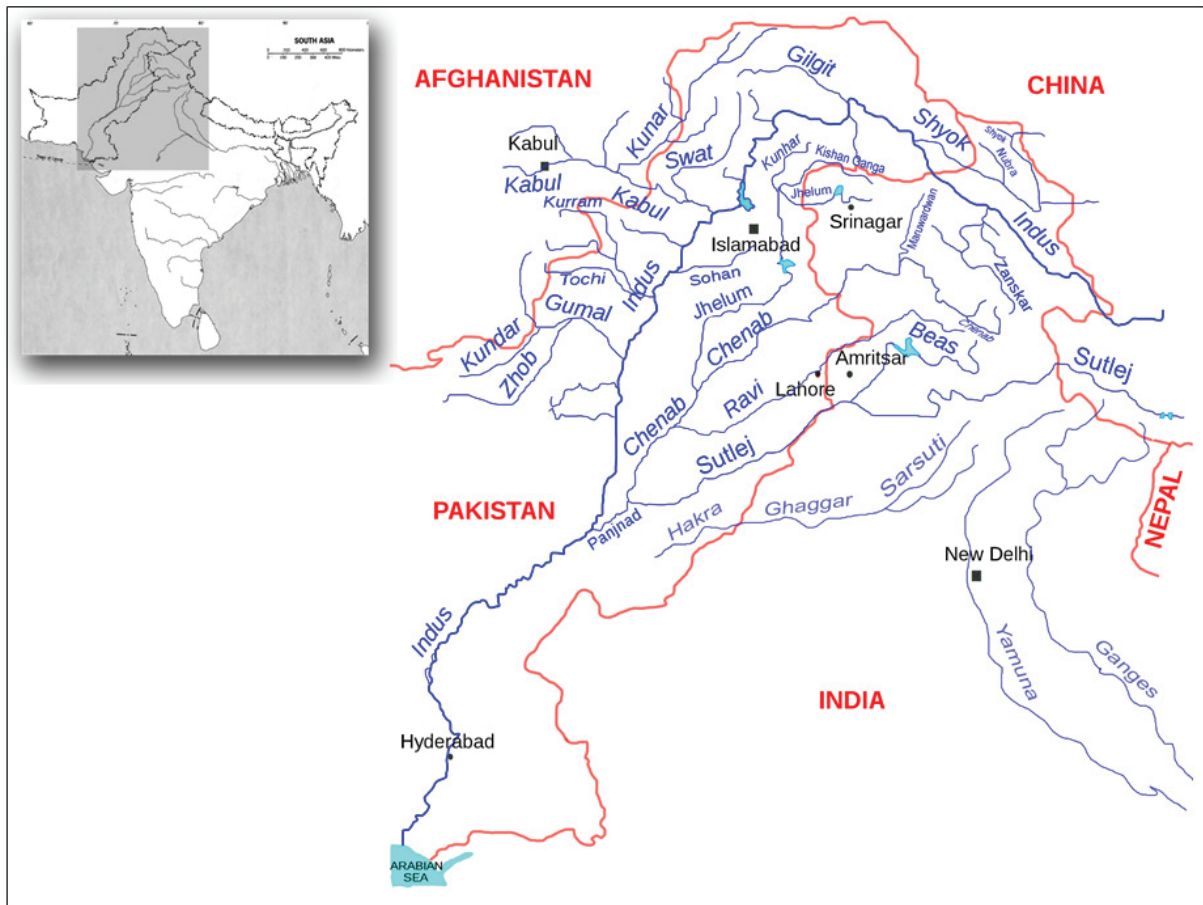 SOUTH ASIA
AFGHANISTAN
CHINA
Gilgit
Kunar
Shyok
Shyok
Nubra
Kabul
Swat
Kunhar
Kishan Ganga
Kabul
Kabul
Jhelum
Maruwardwan
Kurram
Srinagar
Indus
Islamabad
Zanskar
Tochi
Indus
Sohan
Gumal
Jhelum
Kundar
Chenab
Chenab
Zhob
Beas
Amritsar
Sutlej
Lahore
Ravi
Chenab
Sutlej
Sarsuti
PAKISTAN
Panjnad
Hakra
Ghaggar
NEPAL
New Delhi
Indus
Yamuna
Ganges
INDIA
Hyderabad
ARABIAN
SEA